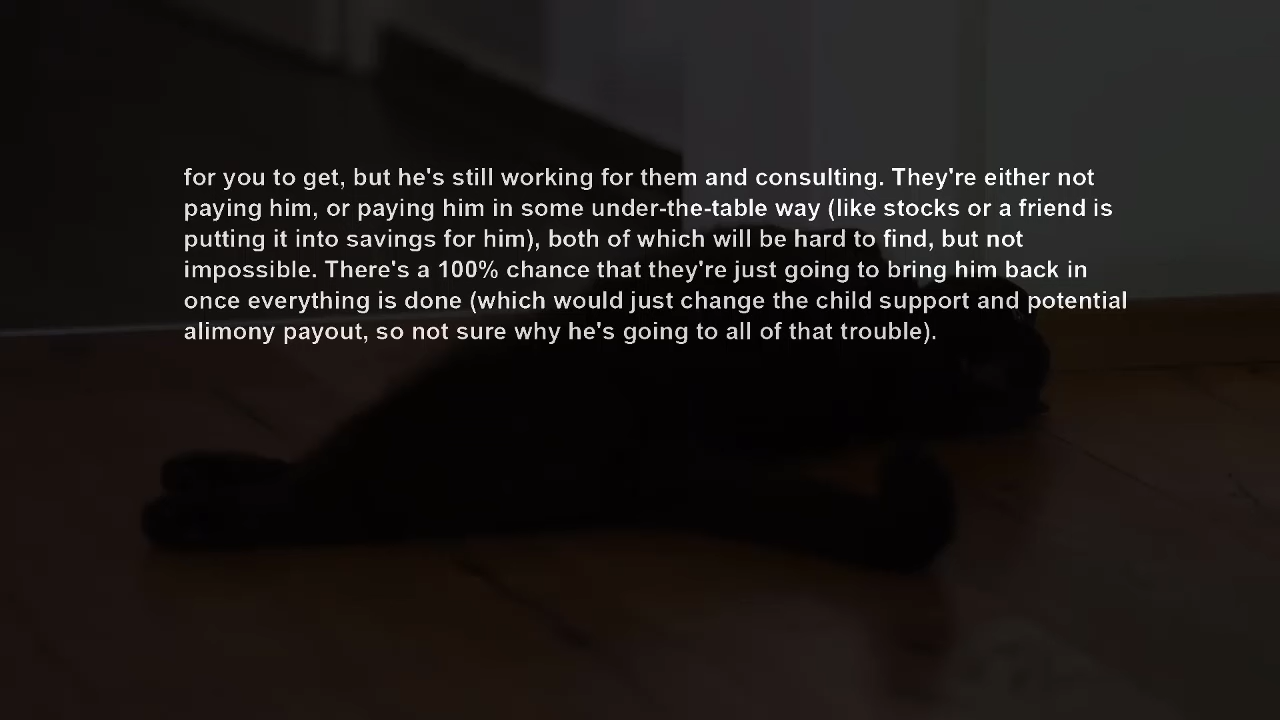 for you to get, but he's still working for them and consulting. They're either not
paying him, or paying him in some under-the-table way (like stocks or a friend is
putting it into savings for him), both of which will be hard to find, but not
impossible. There's a 100% chance that they're just going to bring him back in
once everything is done (which would just change the child support and potential
alimony payout, so not sure why he's going to all of that trouble).